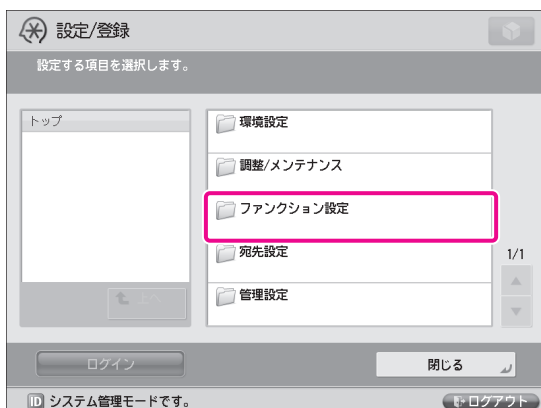 設定/登録
設定する項目を選択します。
トップ
環境設定
調整/メンテナンス
ファンクション設定
宛先設定
管理設定
1/1
上へ
ログイン
閉じる
ID システム管理モードです。
ログアウト